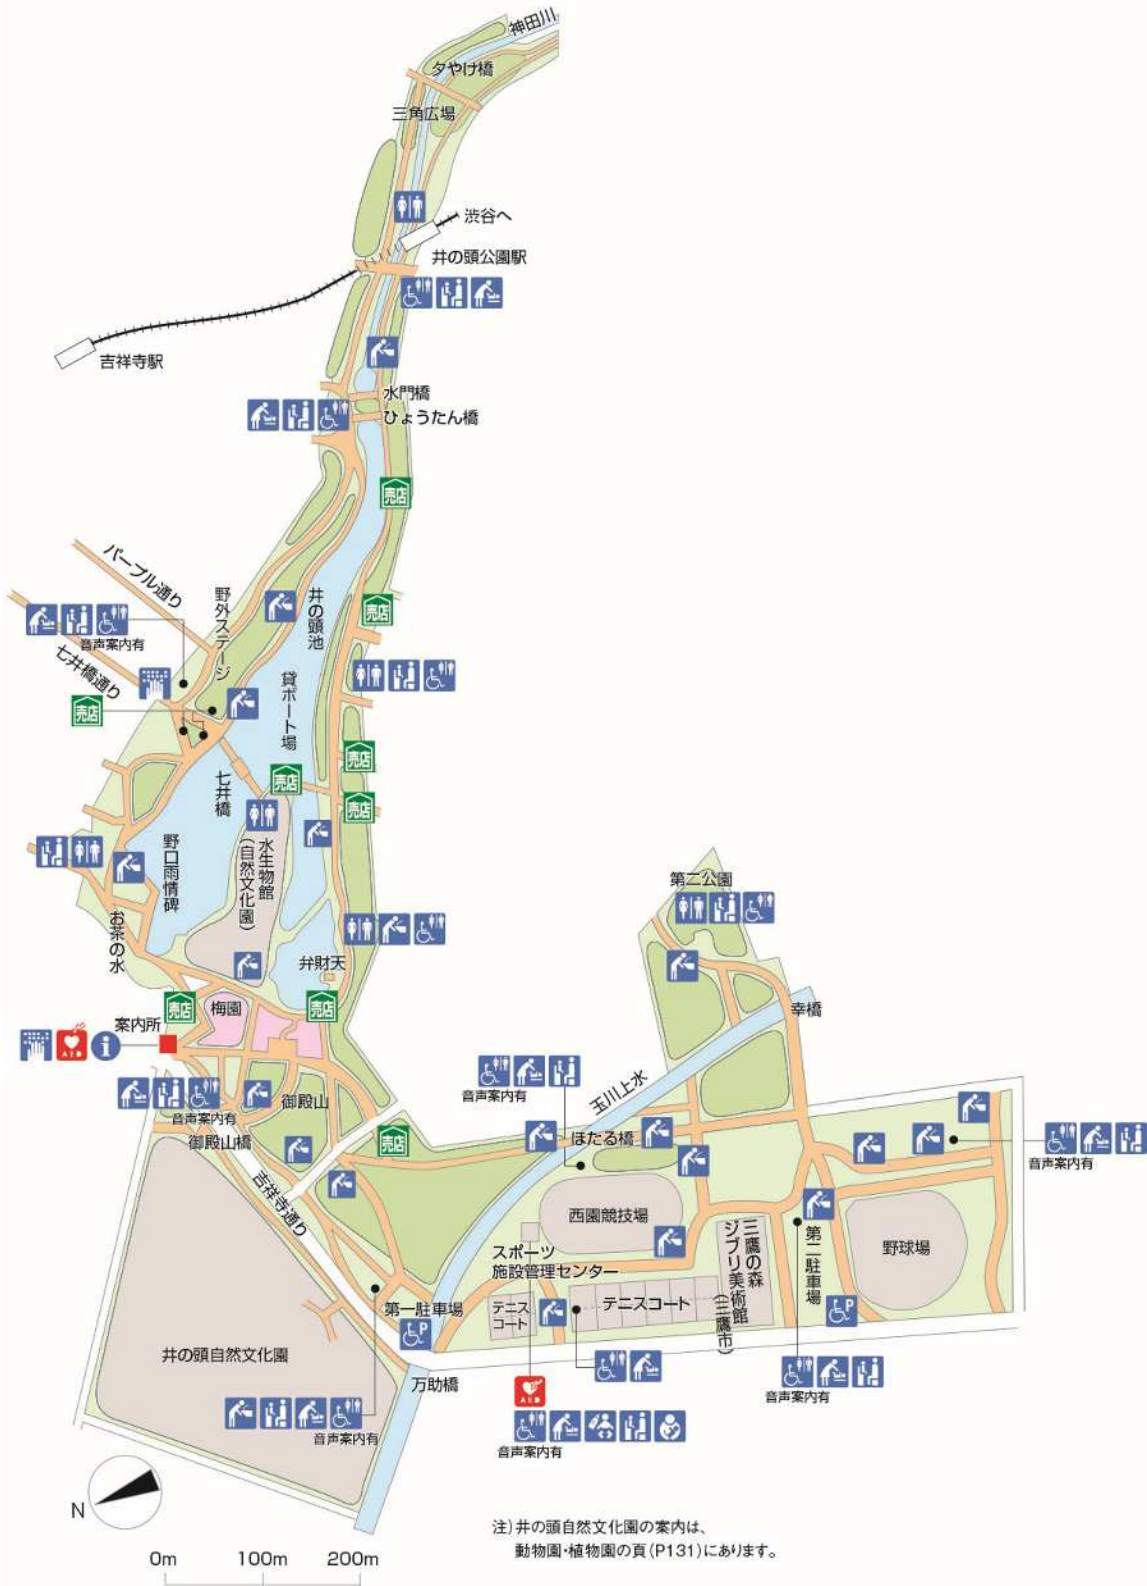 神田川
夕やけ橋
三角広場
渋谷へ
井の頭公園駅
吉祥寺駅
水門橋
ひょうたん橋
売店
パープル通り
野外ステージ
井の頭池
売店
音声案内有
七井橋通り
貸ボート場
売店
七井橋
売店
売店
売店
野口雨情碑
水生物館
(自然文化園)
第二公園
お茶の水
弁財天
幸橋
売店
梅園
売店
案内所
AED
i
玉川上水
音声案内有
音声案内有
御殿山
御殿山橋
売店
ほたる橋
音声案内有
吉祥寺通り
西園競技場
三鷹の森
ジブリ美術館
(三鷹市)
第二駐車場
野球場
スポーツ
施設管理センター
第一駐車場
P
テニス
コート
テニスコート
P
井の頭自然文化園
万助橋
音声案内有
AED
音声案内有
音声案内有
N
注)井の頭自然文化園の案内は、
動物園・植物園の頁(P131)にあります。
0m 100m 200m